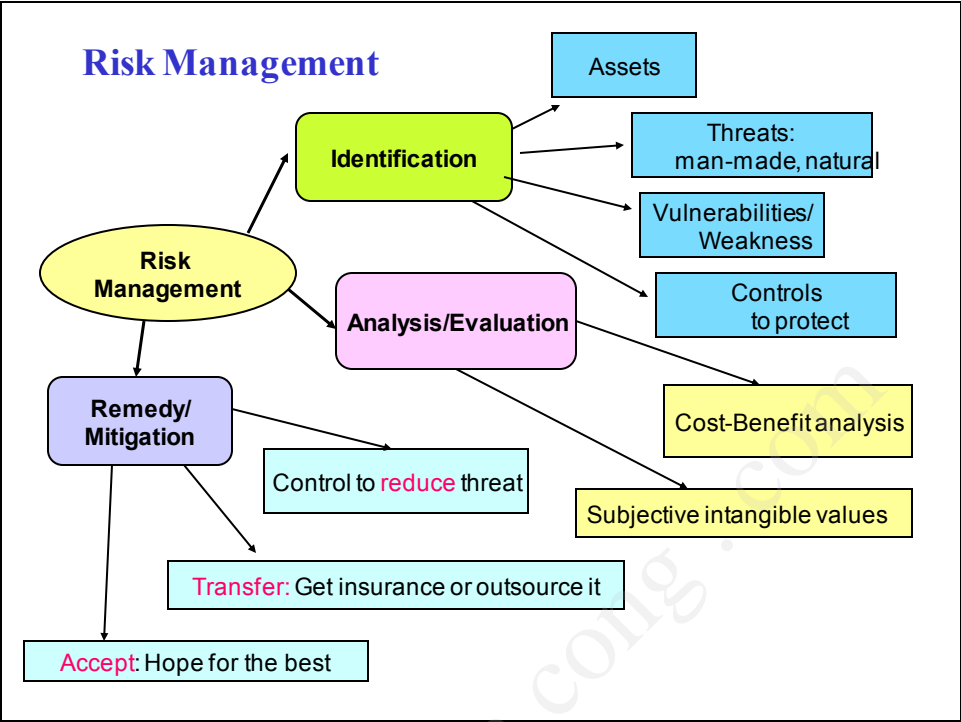 Risk Management
Assets
Identification
Threats:
man-made, natural
Vulnerabilities/
Weakness
Risk
Management
Controls
to protect
Analysis/Evaluation
Remedy/
Mitigation
Cost-Benefit analysis
Control to reduce threat
Subjective intangible values
Transfer: Get insurance or outsource it
Accept: Hope for the best
cong . com